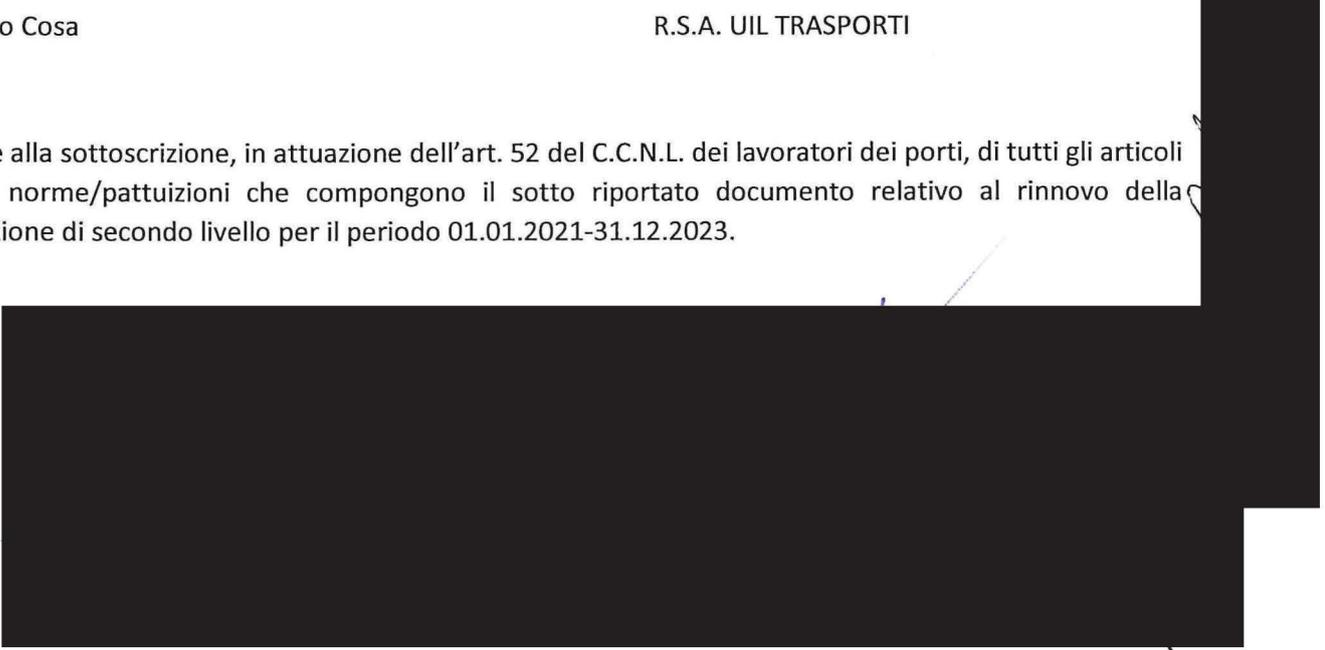 o Cosa R.S.A. UIL TRASPORTI
alla sottoscrizione, in attuazione dell'art. 52 del C.C.N.L. dei lavoratori dei porti, di tutti gli articoli
norme/pattuizioni che compongono il sotto riportato documento relativo al rinnovo della
ione di secondo livello per il periodo 01.01.2021-31.12.2023.